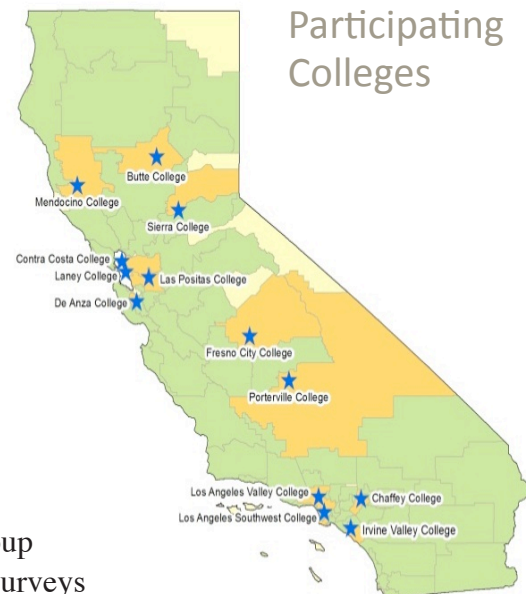 Participating
Colleges
Butte College
Mendocino College
Sierra College
Contra Costa College
Laney College
Las Positas College
De Anza College
Fresno City College
Porterville College
Los Angeles Valley College
Chaffey College
Los Angeles Southwest College
Irvine Valley College
urveys